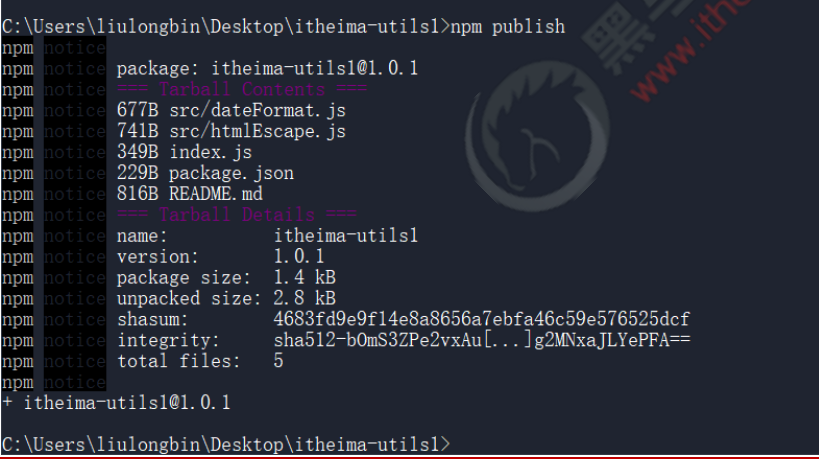 C:\Users\liulongbin\Desktop\itheima-utils1>npm publish
npm notice
npm notice package: itheima-utils1@1.0.1
npm notice === Tarball Contents ===
npm notice 677B src/dateFormat.js
npm notice 741B src/htmlEscape.js
npm notice 349B index.js
npm notice 229B package.json
npm notice 816B README.md
npm notice === Tarball Details ===
npm notice name: itheima-utils1
npm notice version: 1.0.1
npm notice package size: 1.4 kB
npm notice unpacked size: 2.8 kB
npm notice shasum: 4683fd9e9f14e8a8656a7ebfa46c59e576525dcf
npm notice integrity: sha512-bOmS3ZPe2vxAu[...]g2MNxaJLYePFA==
npm notice total files: 5
npm notice
+ itheima-utils1@1.0.1
C:\Users\liulongbin\Desktop\itheima-utils1>
黑
www.ithe